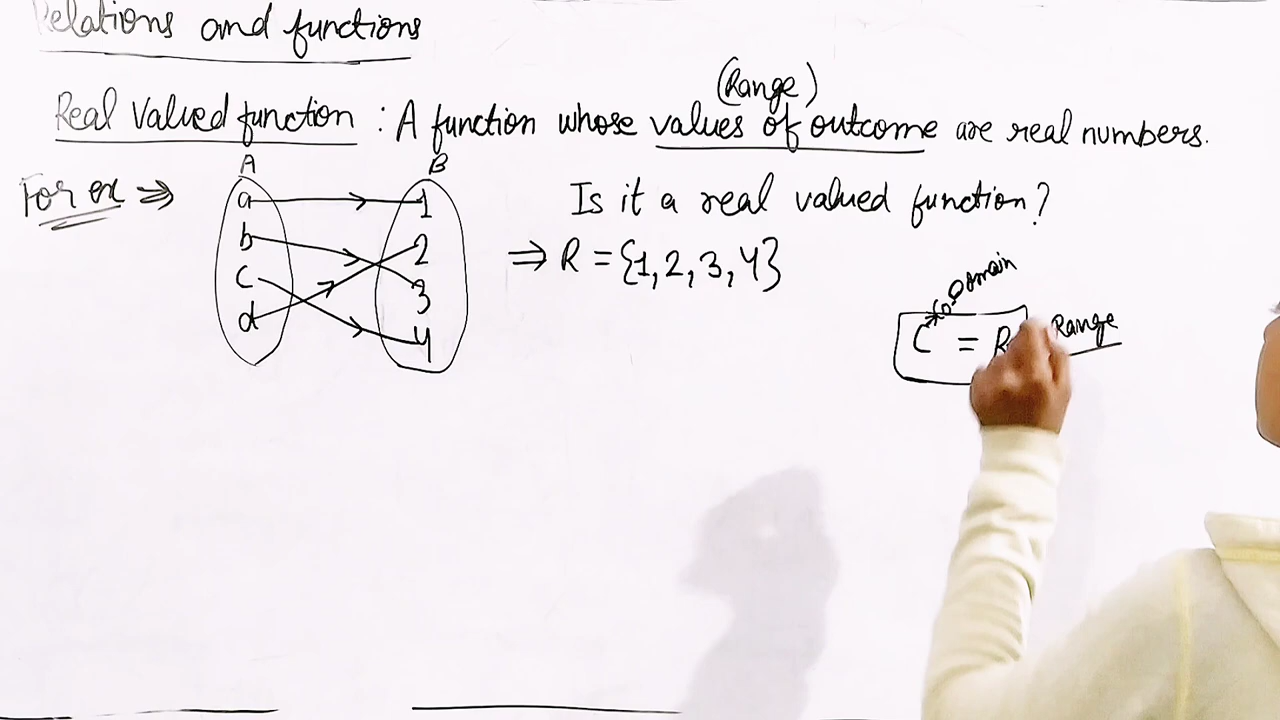 Relations and functions
(Range)
Real Valued function : A function whose values of outcome are real numbers.
For ex ⇒
A B
a 1
b 2
c 3
d 4
Is it a real valued function?
⇒ R = {1, 2, 3, 4}
Co Domain
C = R
Range